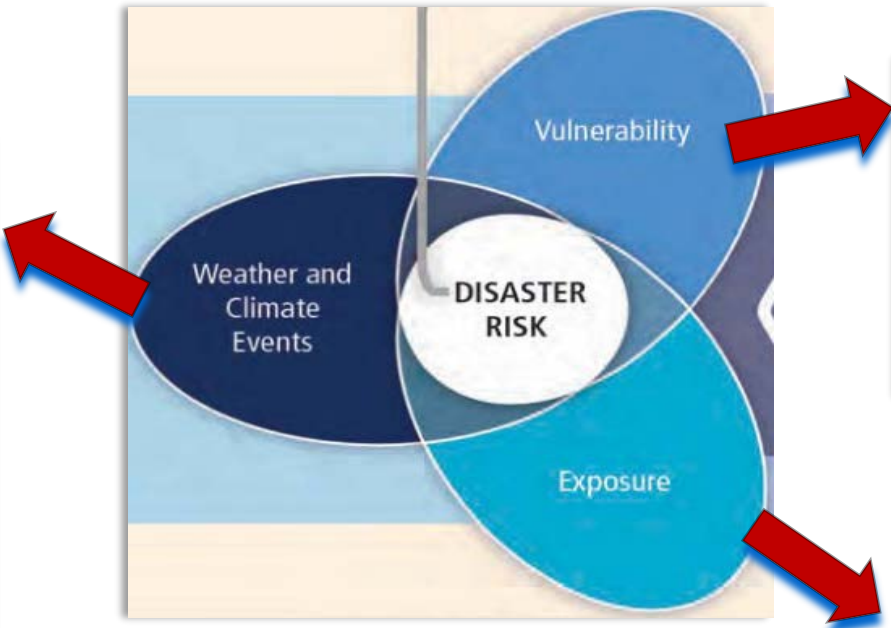 Vulnerability
Weather and
Climate
Events
DISASTER
RISK
Exposure